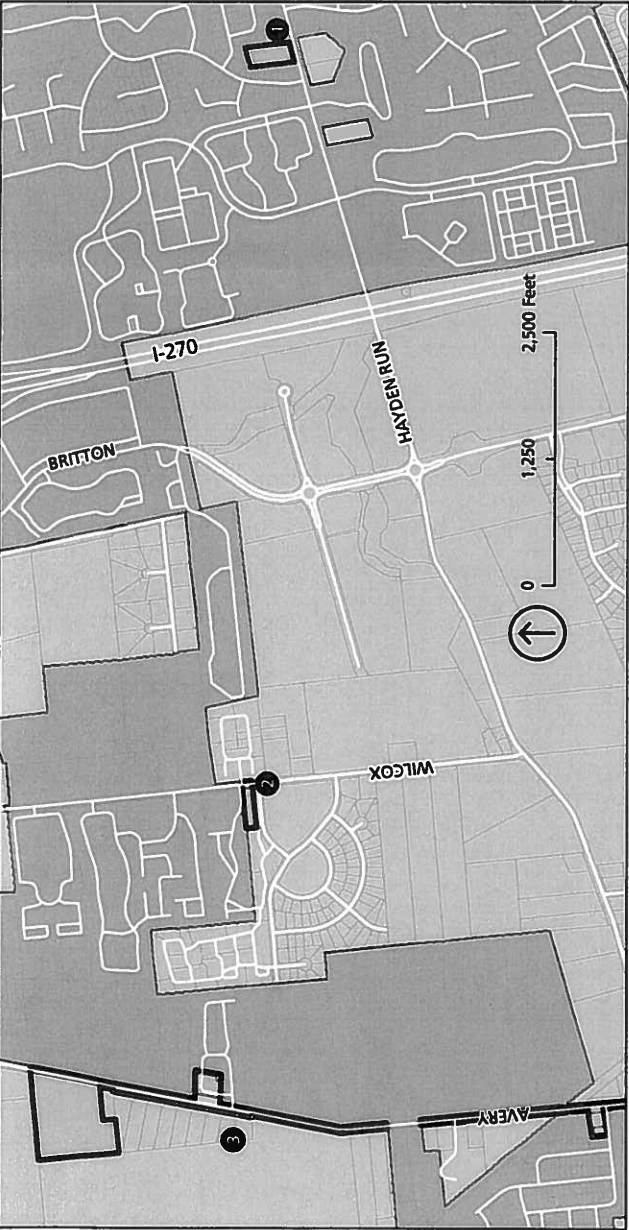 1
I-270
BRITTON
HAYDEN RUN
0 1,250 2,500 Feet
2
WILCOX
3
AVERY